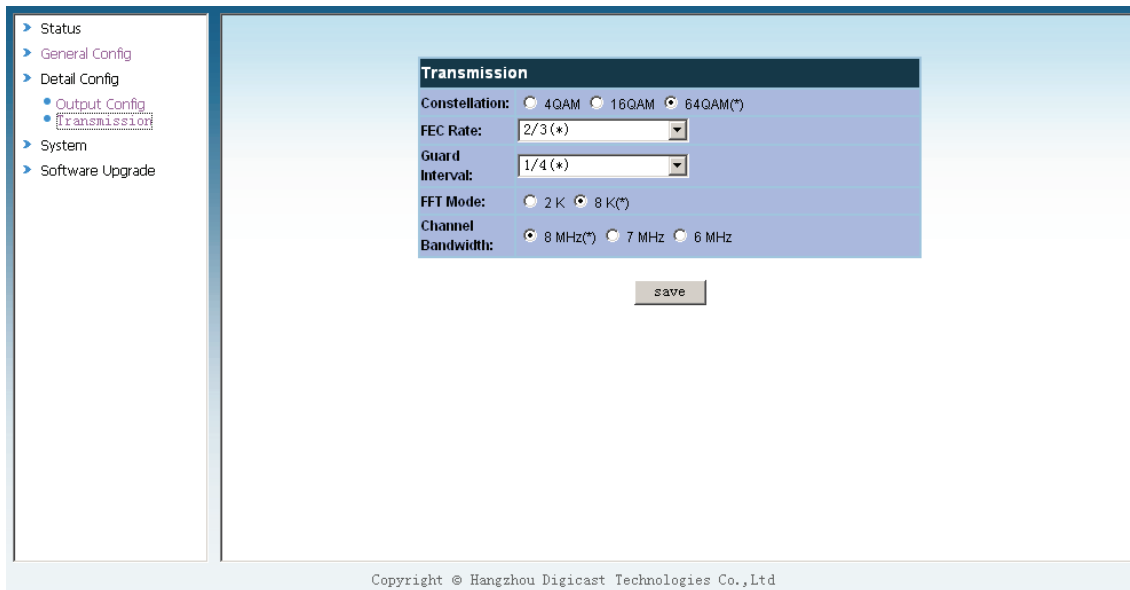 Status
General Config
Detail Config
Output Config
Transmission
System
Software Upgrade
Transmission
Constellation: 4QAM 16QAM 64QAM(*)
FEC Rate: 2/3(*)
Guard
Interval: 1/4(*)
FFT Mode: 2 K 8 K(*)
Channel
Bandwidth: 8 MHz(*) 7 MHz 6 MHz
save
Copyright © Hangzhou Digicast Technologies Co.,Ltd